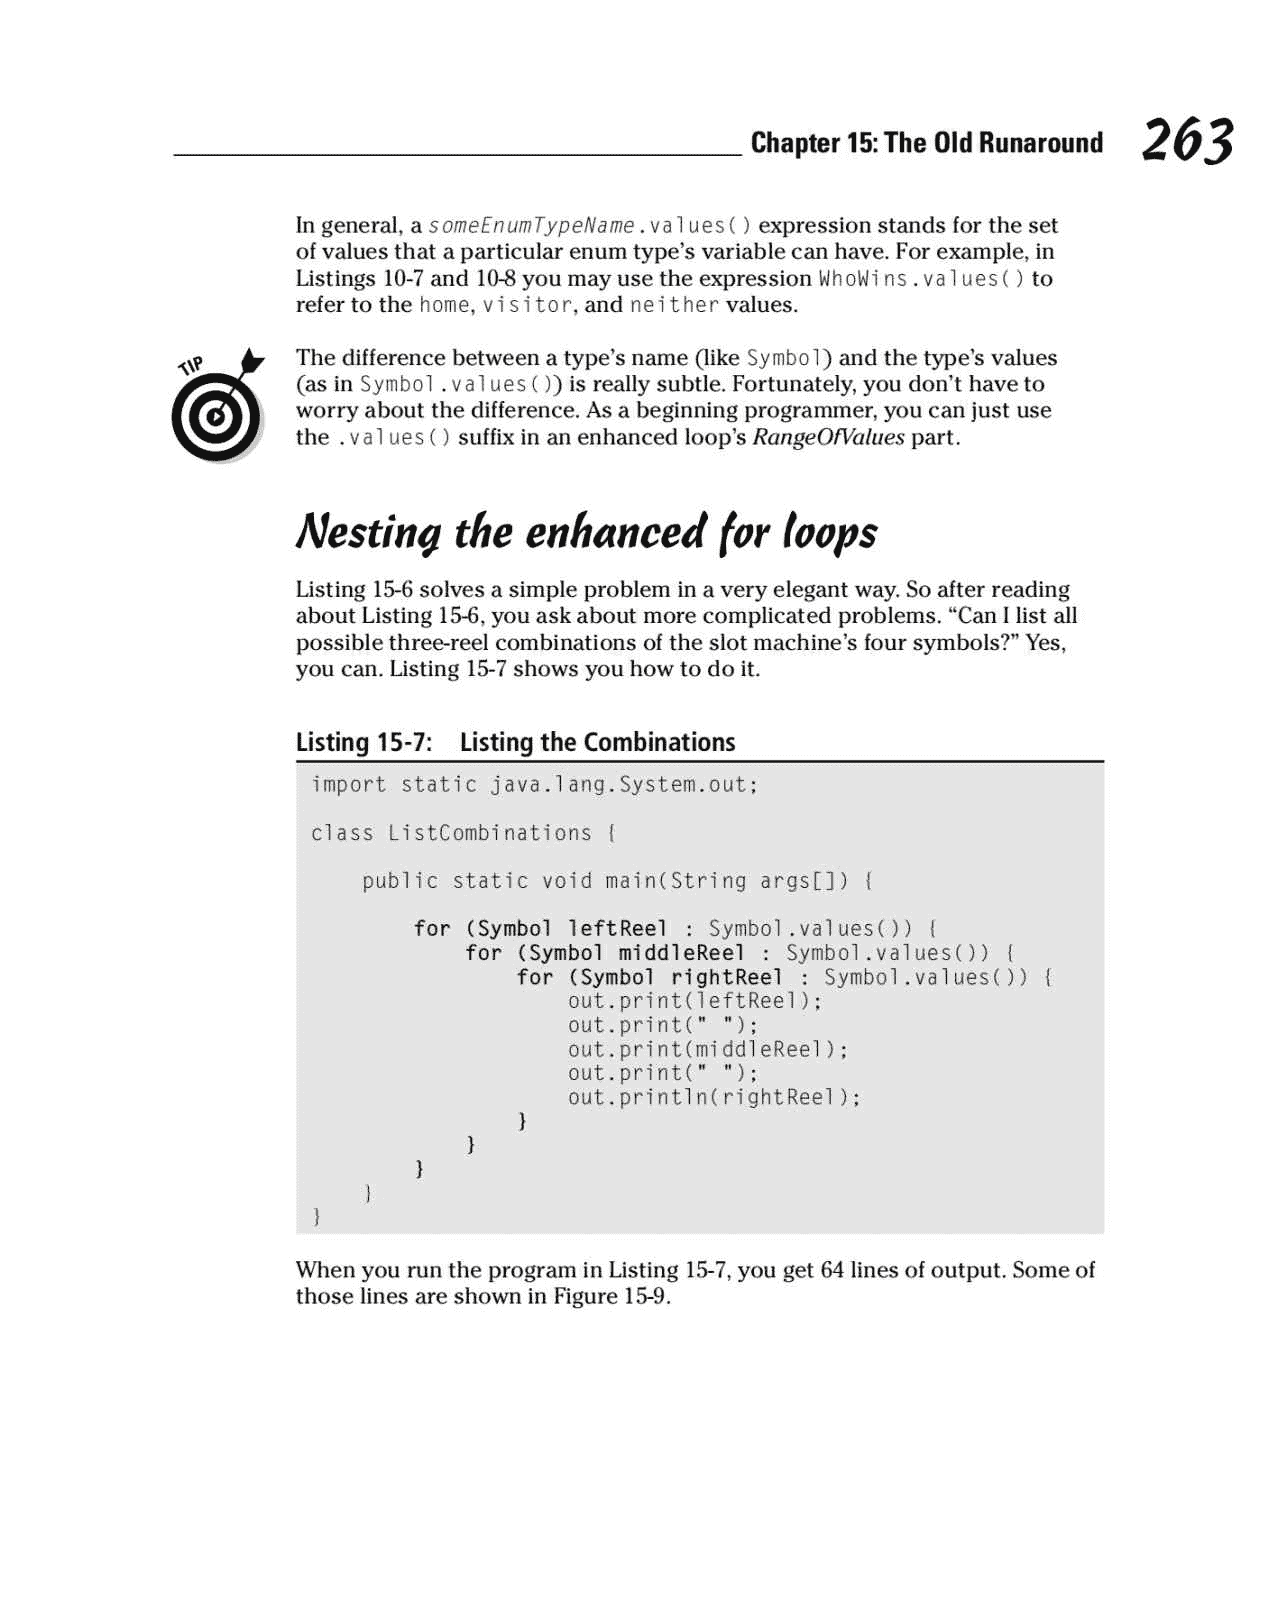 Chapter 15: The Old Runaround 263
In general, a someEnumTypeName.values() expression stands for the set
of values that a particular enum type's variable can have. For example, in
Listings 10-7 and 10-8 you may use the expression WhoWins.values() to
refer to the home, visitor, and neither values.
TIP
The difference between a type's name (like Symbol) and the type's values
(as in Symbol.values()) is really subtle. Fortunately, you don't have to
worry about the difference. As a beginning programmer, you can just use
the .values() suffix in an enhanced loop's RangeOfValues part.
Nesting the enhanced for loops
Listing 15-6 solves a simple problem in a very elegant way. So after reading
about Listing 15-6, you ask about more complicated problems. “Can I list all
possible three-reel combinations of the slot machine's four symbols?” Yes,
you can. Listing 15-7 shows you how to do it.
Listing 15-7: Listing the Combinations
import static java.lang.System.out;
class ListCombinations {
public static void main(String args[]) {
for (Symbol leftReel : Symbol.values()) {
for (Symbol middleReel : Symbol.values()) {
for (Symbol rightReel : Symbol.values()) {
out.print(leftReel);
out.print(" ");
out.print(middleReel);
out.print(" ");
out.println(rightReel);
}
}
}
}
}
When you run the program in Listing 15-7, you get 64 lines of output. Some of
those lines are shown in Figure 15-9.